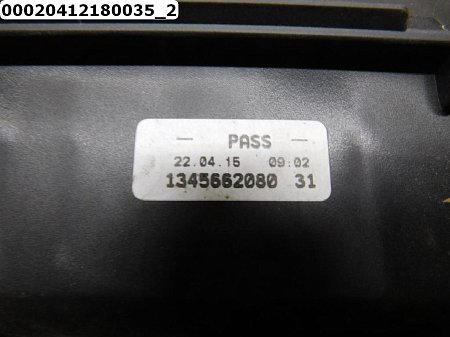 00020412180035_2
— PASS —
22.04.15 09:02
1345662080 31